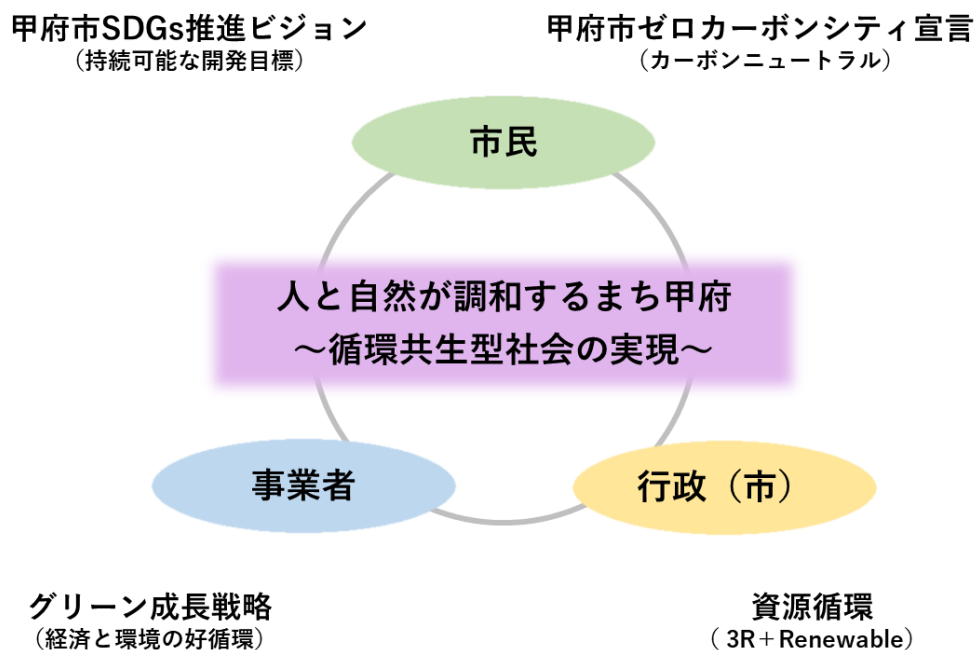 甲府市SDGs推進ビジョン
（持続可能な開発目標）
甲府市ゼロカーボンシティ宣言
（カーボンニュートラル）
市民
人と自然が調和するまち甲府
～循環共生型社会の実現～
事業者
行政（市）
グリーン成長戦略
（経済と環境の好循環）
資源循環
（ 3R＋Renewable）